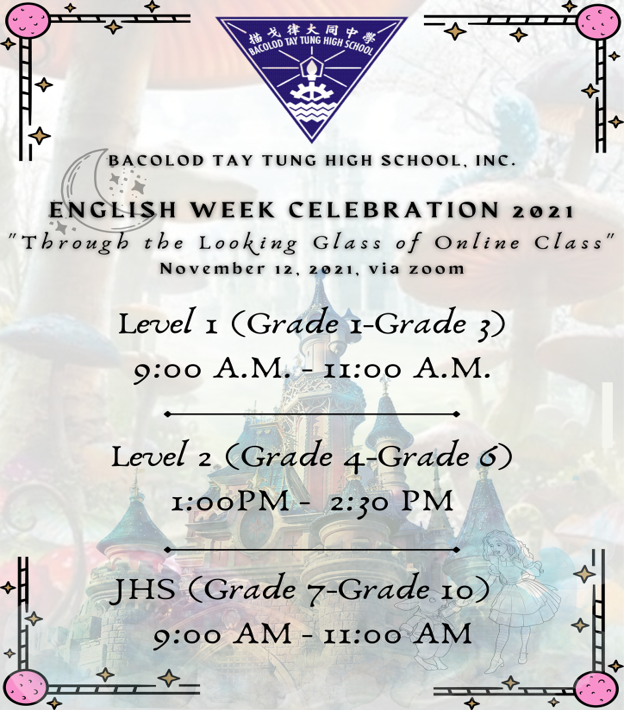 描戈律大同中學
BACOLOD TAY TUNG HIGH SCHOOL
BACOLOD TAY TUNG HIGH SCHOOL, INC.
ENGLISH WEEK CELEBRATION 2021
"Through the Looking Glass of Online Class"
November 12, 2021, via zoom
Level 1 (Grade 1-Grade 3)
9:00 A.M. - 11:00 A.M.
Level 2 (Grade 4-Grade 6)
1:00PM - 2:30 PM
JHS (Grade 7-Grade 10)
9:00 AM - 11:00 AM